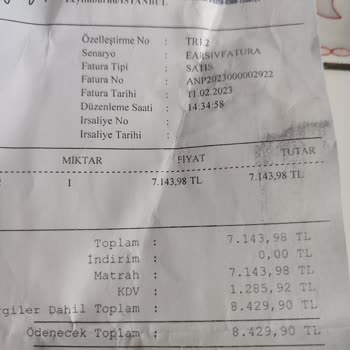 Zeytinburnu/İSTANBUL
Özelleştirme No : TR1.2
Senaryo : EARSIVFATURA
Fatura Tipi : SATIS
Fatura No : ANP2023000002922
Fatura Tarihi : 11.02.2023
Düzenleme Saati : 14:34:58
İrsaliye No :
İrsaliye Tarihi :
MİKTAR FİYAT TUTAR
1 7.143,98 TL 7.143,98 TL
Toplam : 7.143,98 TL
İndirim : 0,00 TL
Matrah : 7.143,98 TL
KDV : 1.285,92 TL
rgiler Dahil Toplam : 8.429,90 TL
Ödenecek Toplam : 8.429,90 TL